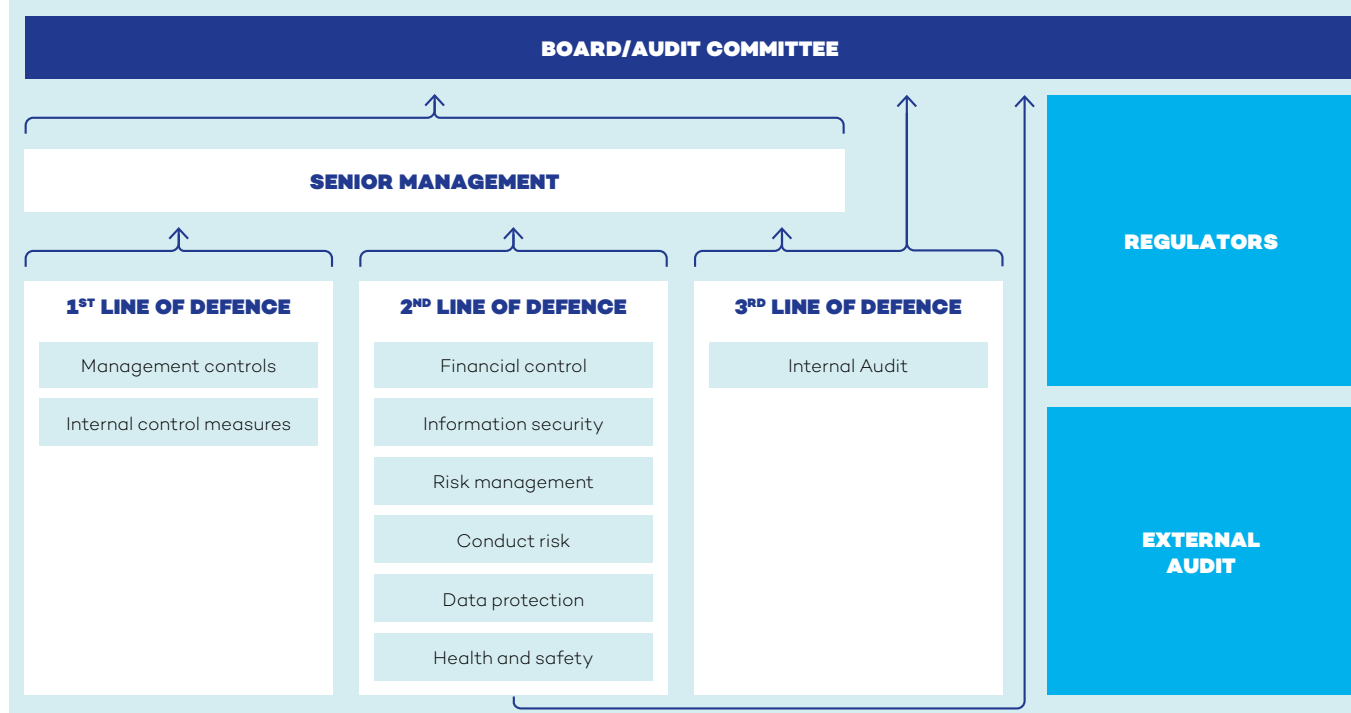 BOARD/AUDIT COMMITTEE
SENIOR MANAGEMENT
1ST LINE OF DEFENCE
Management controls
Internal control measures
2ND LINE OF DEFENCE
Financial control
Information security
Risk management
Conduct risk
Data protection
Health and safety
3RD LINE OF DEFENCE
Internal Audit
REGULATORS
EXTERNAL
AUDIT